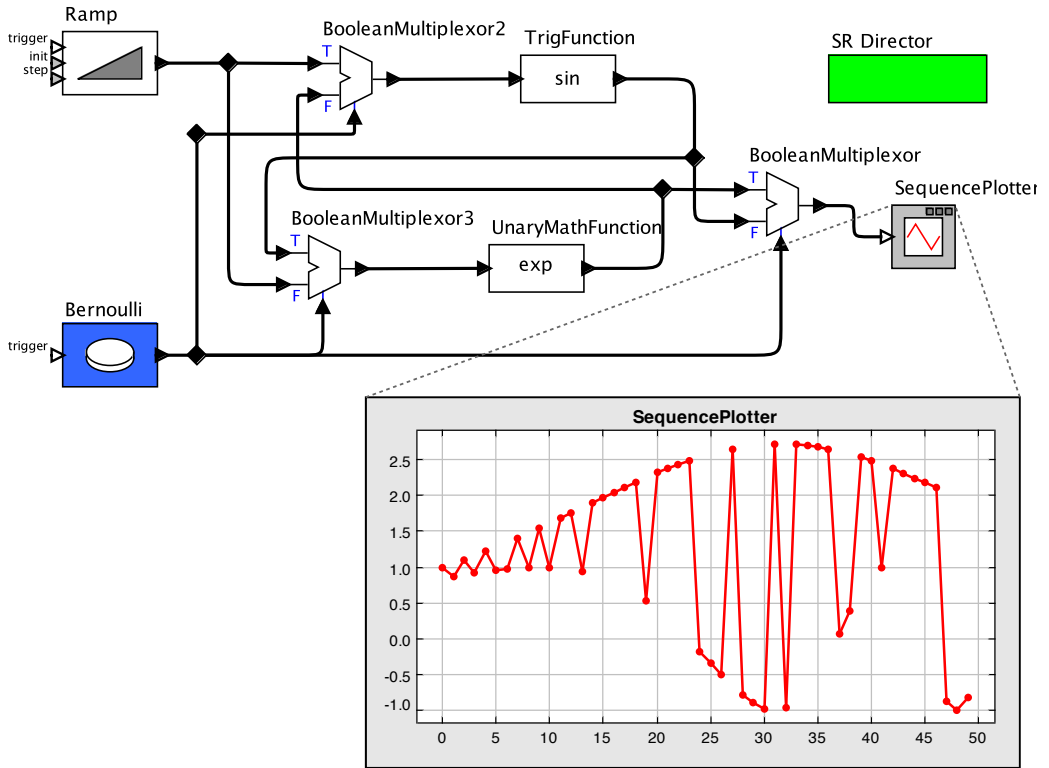 Ramp
trigger
init
step
BooleanMultiplexor2
T
F
TrigFunction
sin
SR Director
BooleanMultiplexor
T
F
SequencePlotter
BooleanMultiplexor3
T
F
UnaryMathFunction
exp
Bernoulli
trigger
SequencePlotter
2.5
2.0
1.5
1.0
0.5
0.0
-0.5
-1.0
0 5 10 15 20 25 30 35 40 45 50